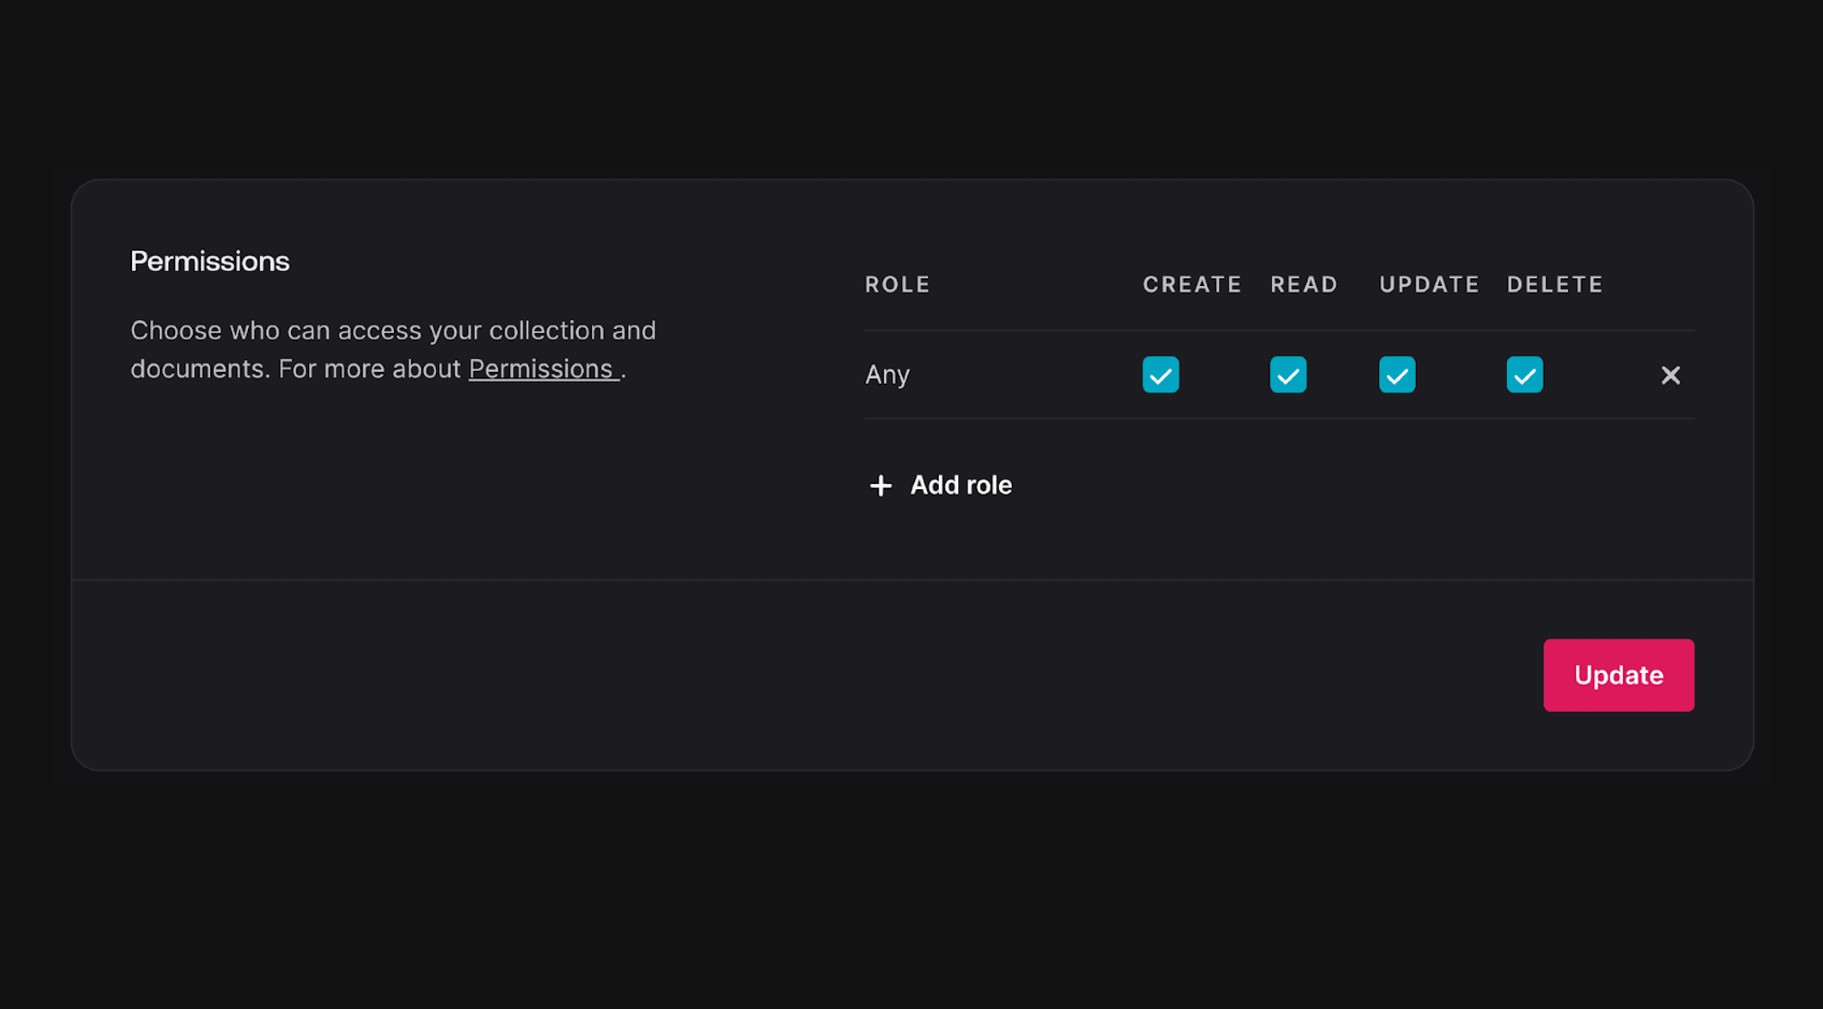 Permissions
Choose who can access your collection and
documents. For more about Permissions .
ROLE CREATE READ UPDATE DELETE
Any
Add role
Update